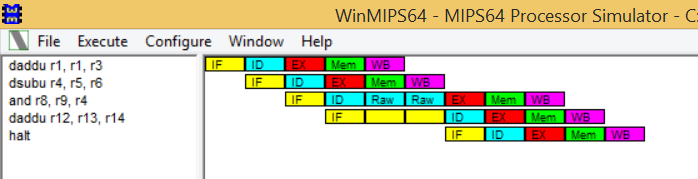 WinMIPS64 - MIPS64 Processor Simulator - C:
File Execute Configure Window Help
daddu r1, r1, r3 IF ID EX Mem WB
dsubu r4, r5, r6 IF ID EX Mem WB
and r8, r9, r4 IF ID Raw Raw EX Mem WB
daddu r12, r13, r14 IF ID EX Mem WB
halt IF ID EX Mem WB